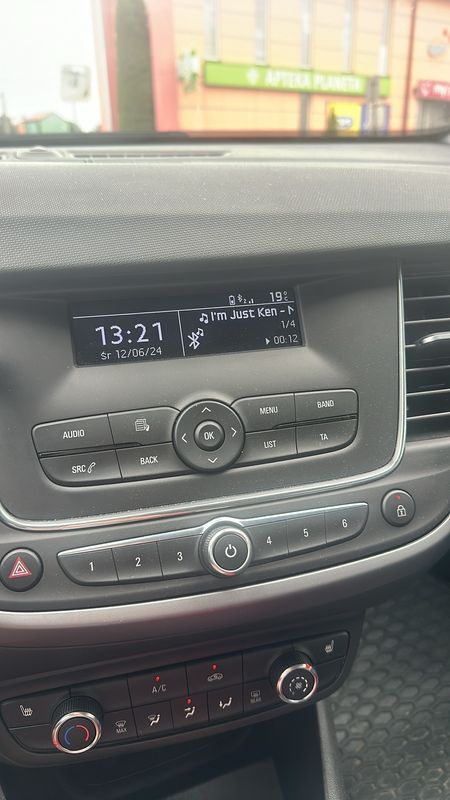 APTEKA PLANETA
19°C
13:21
Śr 12/06/24
I'm Just Ken -
1/4
00:12
AUDIO
MENU
BAND
SRC
BACK
OK
LIST
TA
1 2 3 4 5 6
A/C
MAX
REAR